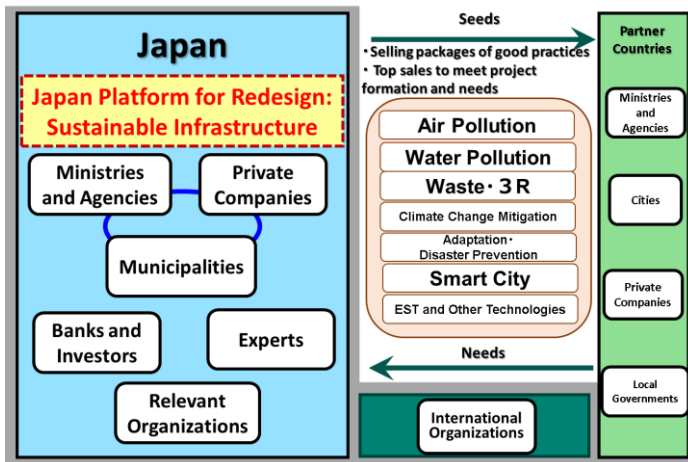 Japan
Japan Platform for Redesign:
Sustainable Infrastructure
Ministries
and Agencies
Private
Companies
Municipalities
Banks and
Investors
Experts
Relevant
Organizations
Seeds
・Selling packages of good practices
・Top sales to meet project
formation and needs
Air Pollution
Water Pollution
Waste・３R
Climate Change Mitigation
Adaptation・
Disaster Prevention
Smart City
EST and Other Technologies
Needs
International
Organizations
Partner
Countries
Ministries
and
Agencies
Cities
Private
Companies
Local
Governments